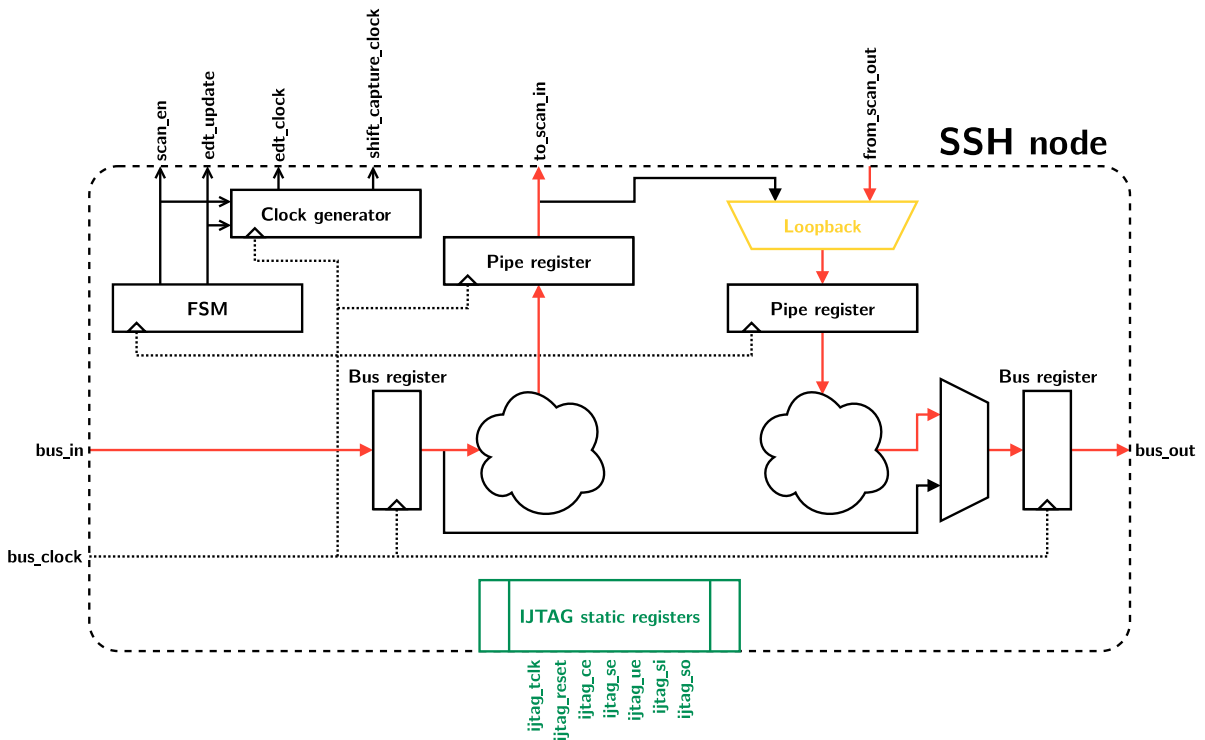 scan_en
edt_update
edt_clock
shift_capture_clock
to_scan_in
from_scan_out
SSH node
Clock generator
Loopback
Pipe register
FSM
Pipe register
Bus register
Bus register
bus_in
bus_out
bus_clock
IJTAG static registers
ijtag_tclk
ijtag_reset
ijtag_ce
ijtag_se
ijtag_ue
ijtag_si
ijtag_so